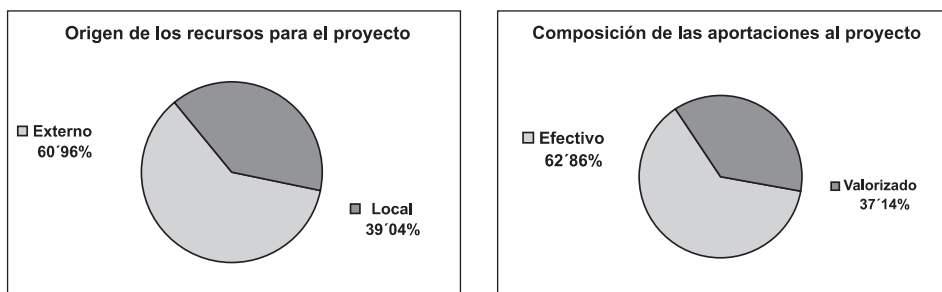 Origen de los recursos para el proyecto
Externo
60´96%
Local
39´04%
Composición de las aportaciones al proyecto
Efectivo
62´86%
Valorizado
37´14%